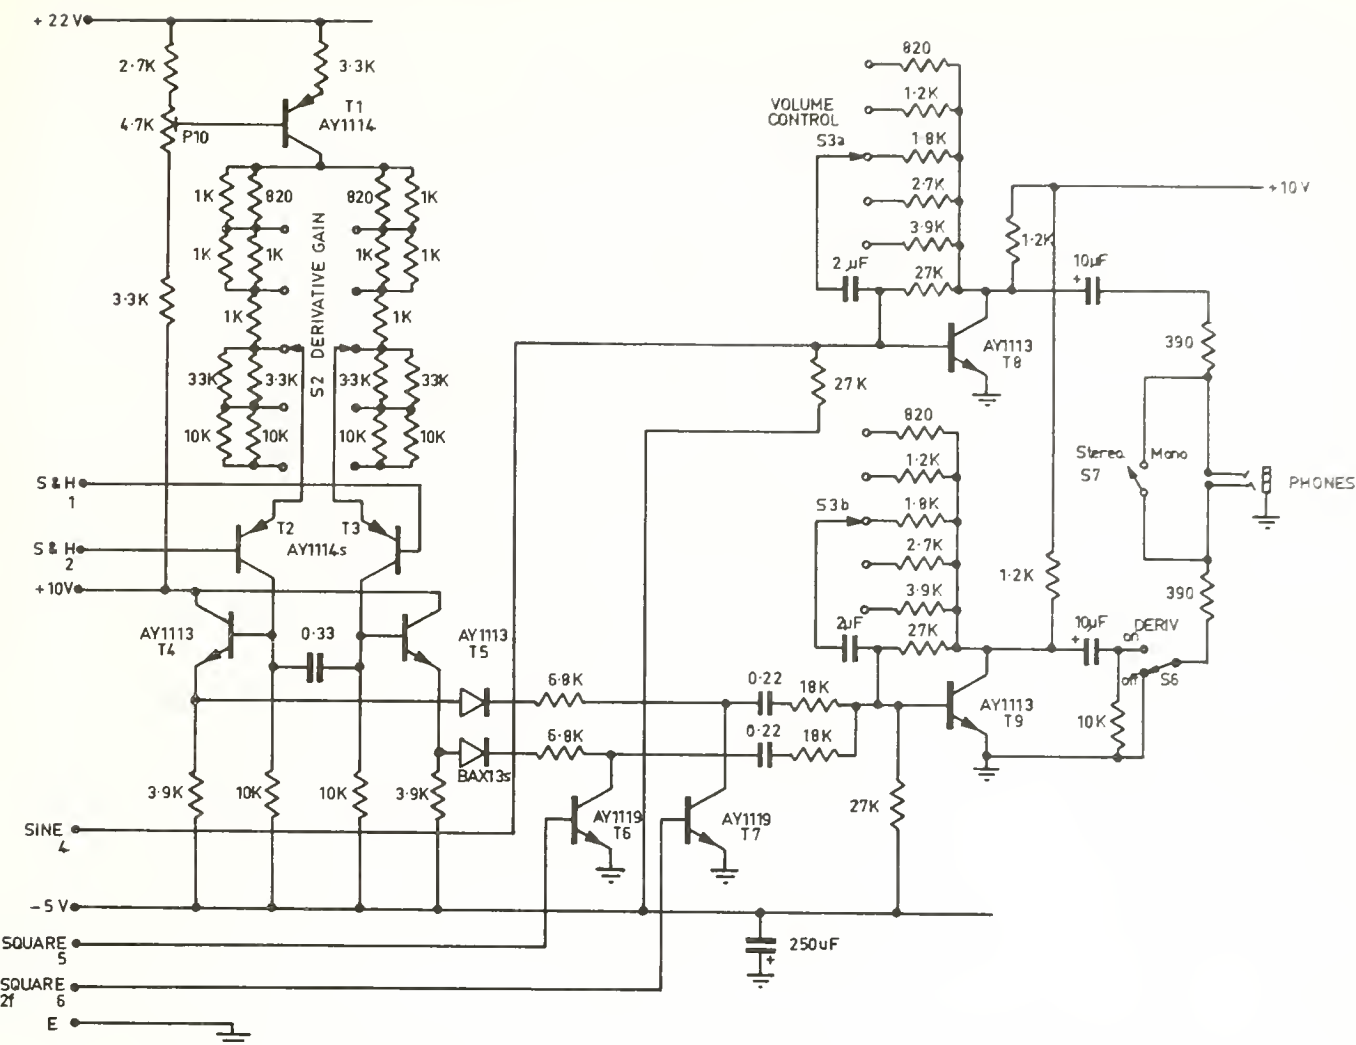 +22V
2·7K
3·3K
T1
AY1114
4·7K
P10
1K
820
820
1K
1K
1K
1K
1K
3·3K
1K
1K
S2 DERIVATIVE GAIN
33K
3·3K
3·3K
33K
10K
10K
10K
10K
S & H
1
S & H
2
T2
T3
AY1114s
+10V
AY1113
T4
0·33
AY1113
T5
6·8K
6·8K
BAX13s
3·9K
10K
10K
3·9K
SINE
4
-5V
SQUARE
5
SQUARE
2f 6
E
AY1119
T6
AY1119
T7
0·22
18K
0·22
18K
250uF
VOLUME
CONTROL
S3a
820
1·2K
1·8K
2·7K
3·9K
2µF
27K
1·2K
+10V
10µF
AY1113
T8
27K
390
820
1·2K
S3b
1·8K
2·7K
3·9K
2µF
27K
1·2K
Stereo
S7
Mono
PHONES
390
10µF
on
DERIV
off
S6
AY1113
T9
10K
27K